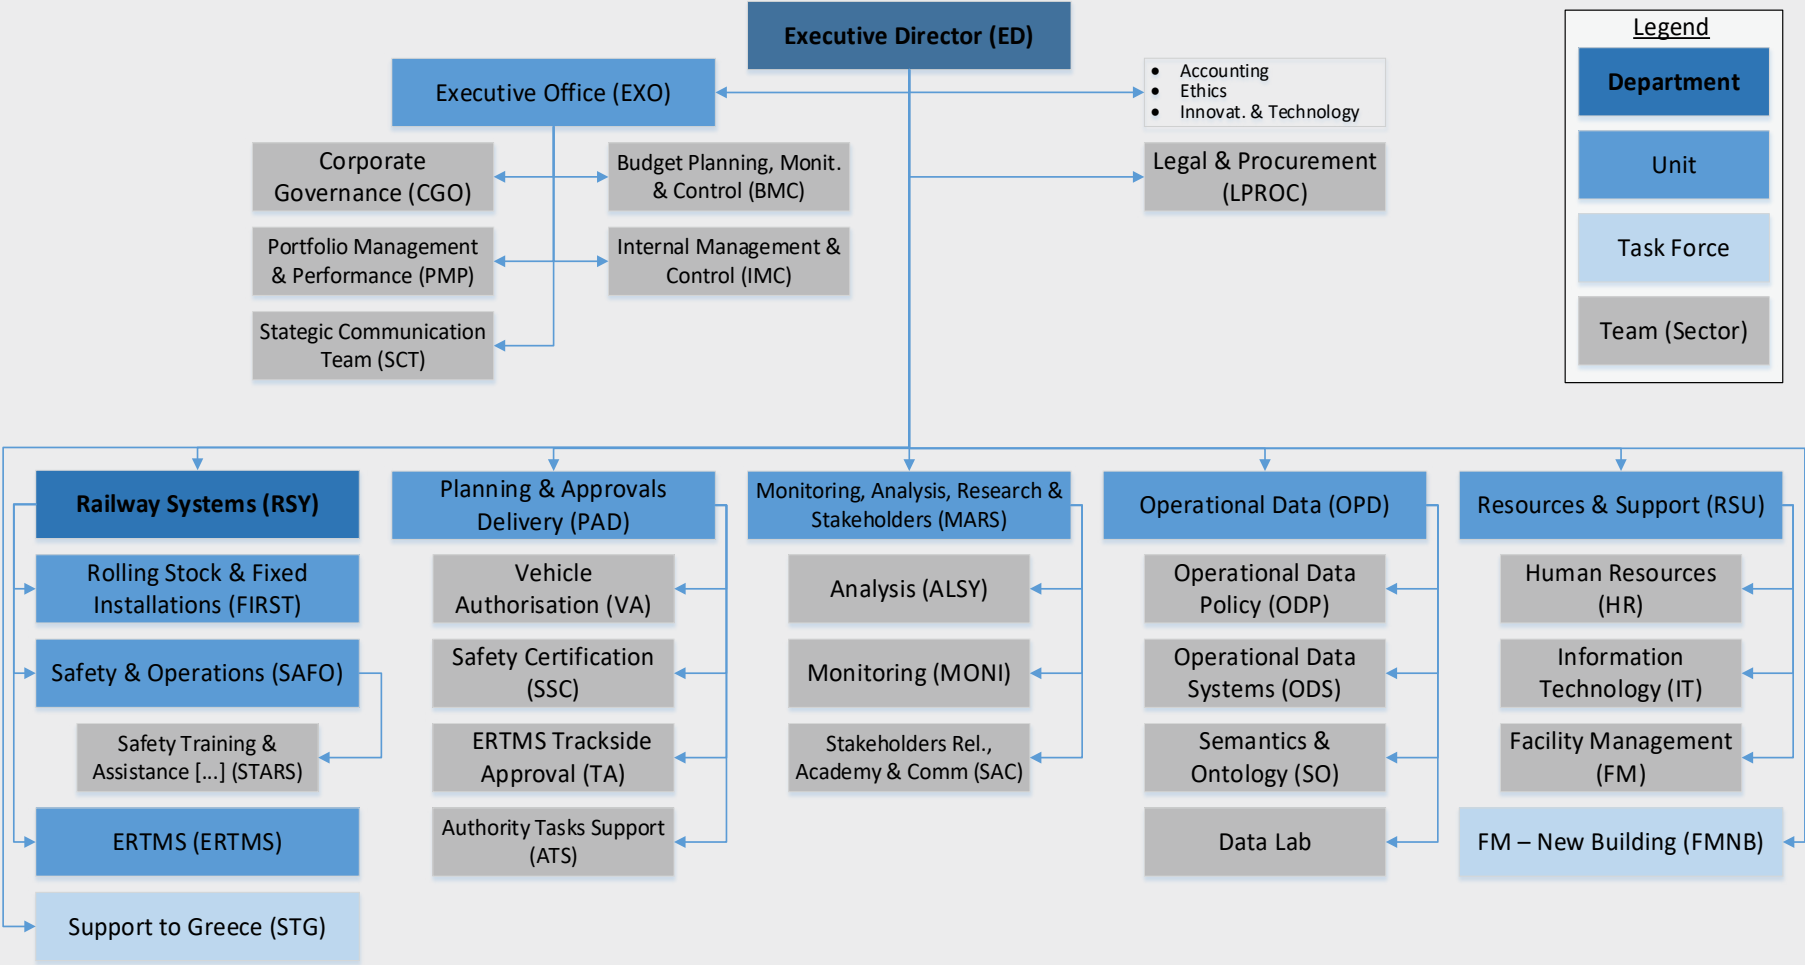 Executive Director (ED)
Legend
Department
Unit
Task Force
Team (Sector)
Executive Office (EXO)
• Accounting
• Ethics
• Innovat. & Technology
Corporate
Governance (CGO)
Budget Planning, Monit.
& Control (BMC)
Legal & Procurement
(LPROC)
Portfolio Management
& Performance (PMP)
Internal Management &
Control (IMC)
Stategic Communication
Team (SCT)
Railway Systems (RSY)
Rolling Stock & Fixed
Installations (FIRST)
Safety & Operations (SAFO)
Safety Training &
Assistance [...] (STARS)
ERTMS (ERTMS)
Support to Greece (STG)
Planning & Approvals
Delivery (PAD)
Vehicle
Authorisation (VA)
Safety Certification
(SSC)
ERTMS Trackside
Approval (TA)
Authority Tasks Support
(ATS)
Monitoring, Analysis, Research &
Stakeholders (MARS)
Analysis (ALSY)
Monitoring (MONI)
Stakeholders Rel.,
Academy & Comm (SAC)
Operational Data (OPD)
Operational Data
Policy (ODP)
Operational Data
Systems (ODS)
Semantics &
Ontology (SO)
Data Lab
Resources & Support (RSU)
Human Resources
(HR)
Information
Technology (IT)
Facility Management
(FM)
FM – New Building (FMNB)